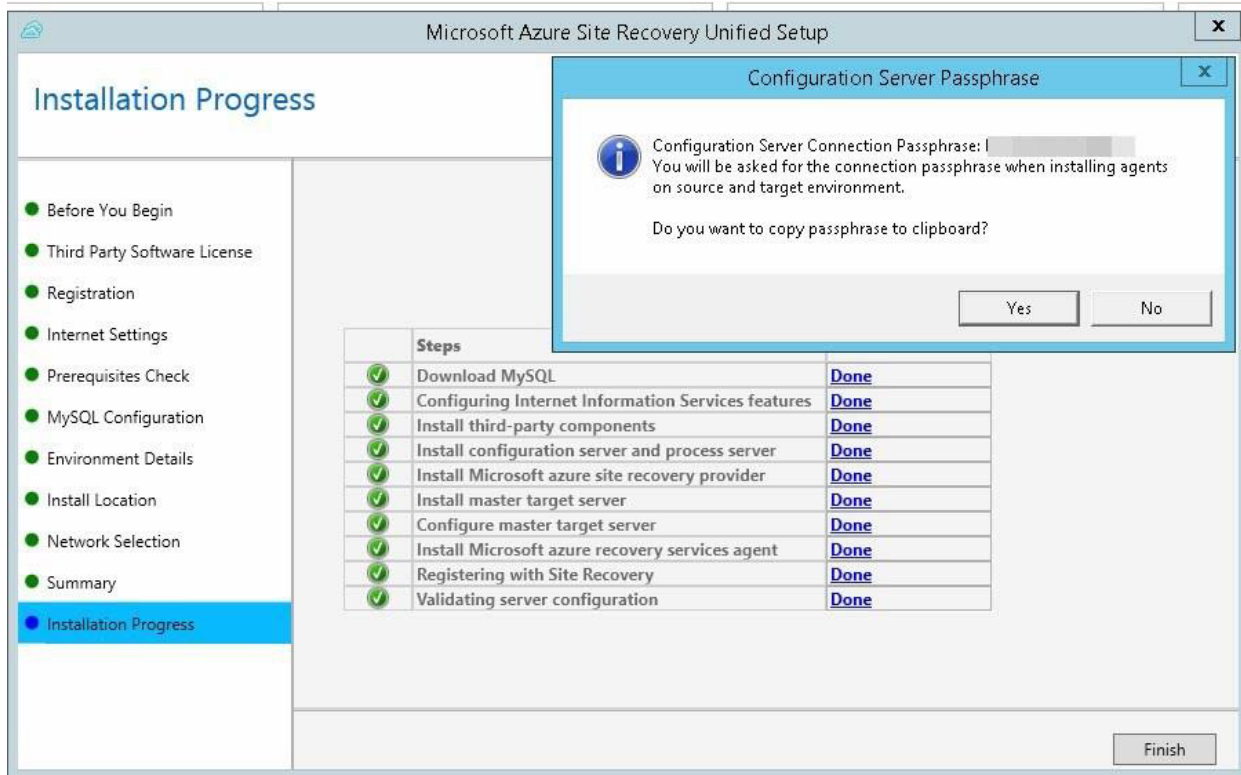 Microsoft Azure Site Recovery Unified Setup
x
Configuration Server Passphrase
x
Installation Progress
Configuration Server Connection Passphrase:
You will be asked for the connection passphrase when installing agents
on source and target environment.
Do you want to copy passphrase to clipboard?
Yes
No
Before You Begin
Third Party Software License
Registration
Internet Settings
Prerequisites Check
MySQL Configuration
Environment Details
Install Location
Network Selection
Summary
Installation Progress
Steps
Download MySQL Done
Configuring Internet Information Services features Done
Install third-party components Done
Install configuration server and process server Done
Install Microsoft azure site recovery provider Done
Install master target server Done
Configure master target server Done
Install Microsoft azure recovery services agent Done
Registering with Site Recovery Done
Validating server configuration Done
Finish